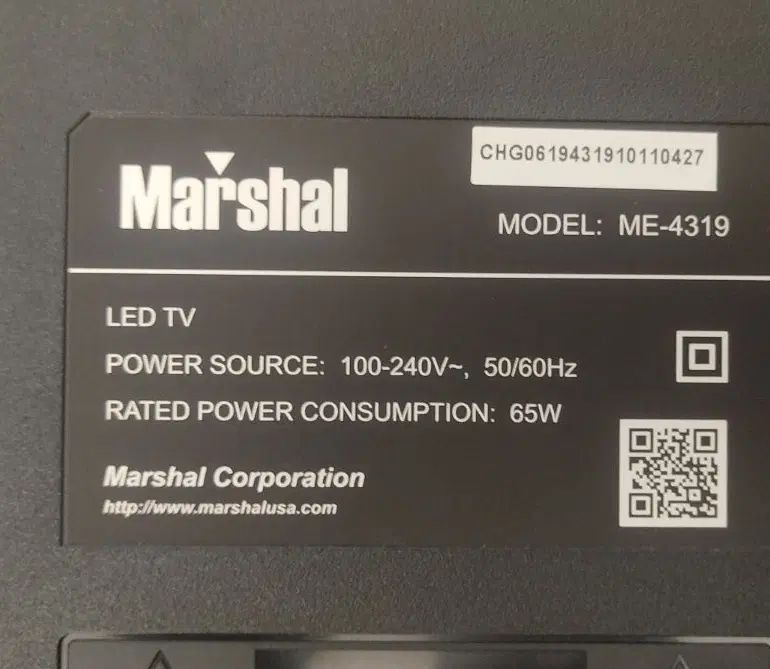 Marshal
CHG0619431910110427
MODEL: ME-4319
LED TV
POWER SOURCE: 100-240V~, 50/60Hz
RATED POWER CONSUMPTION: 65W
Marshal Corporation
http://www.marshalusa.com